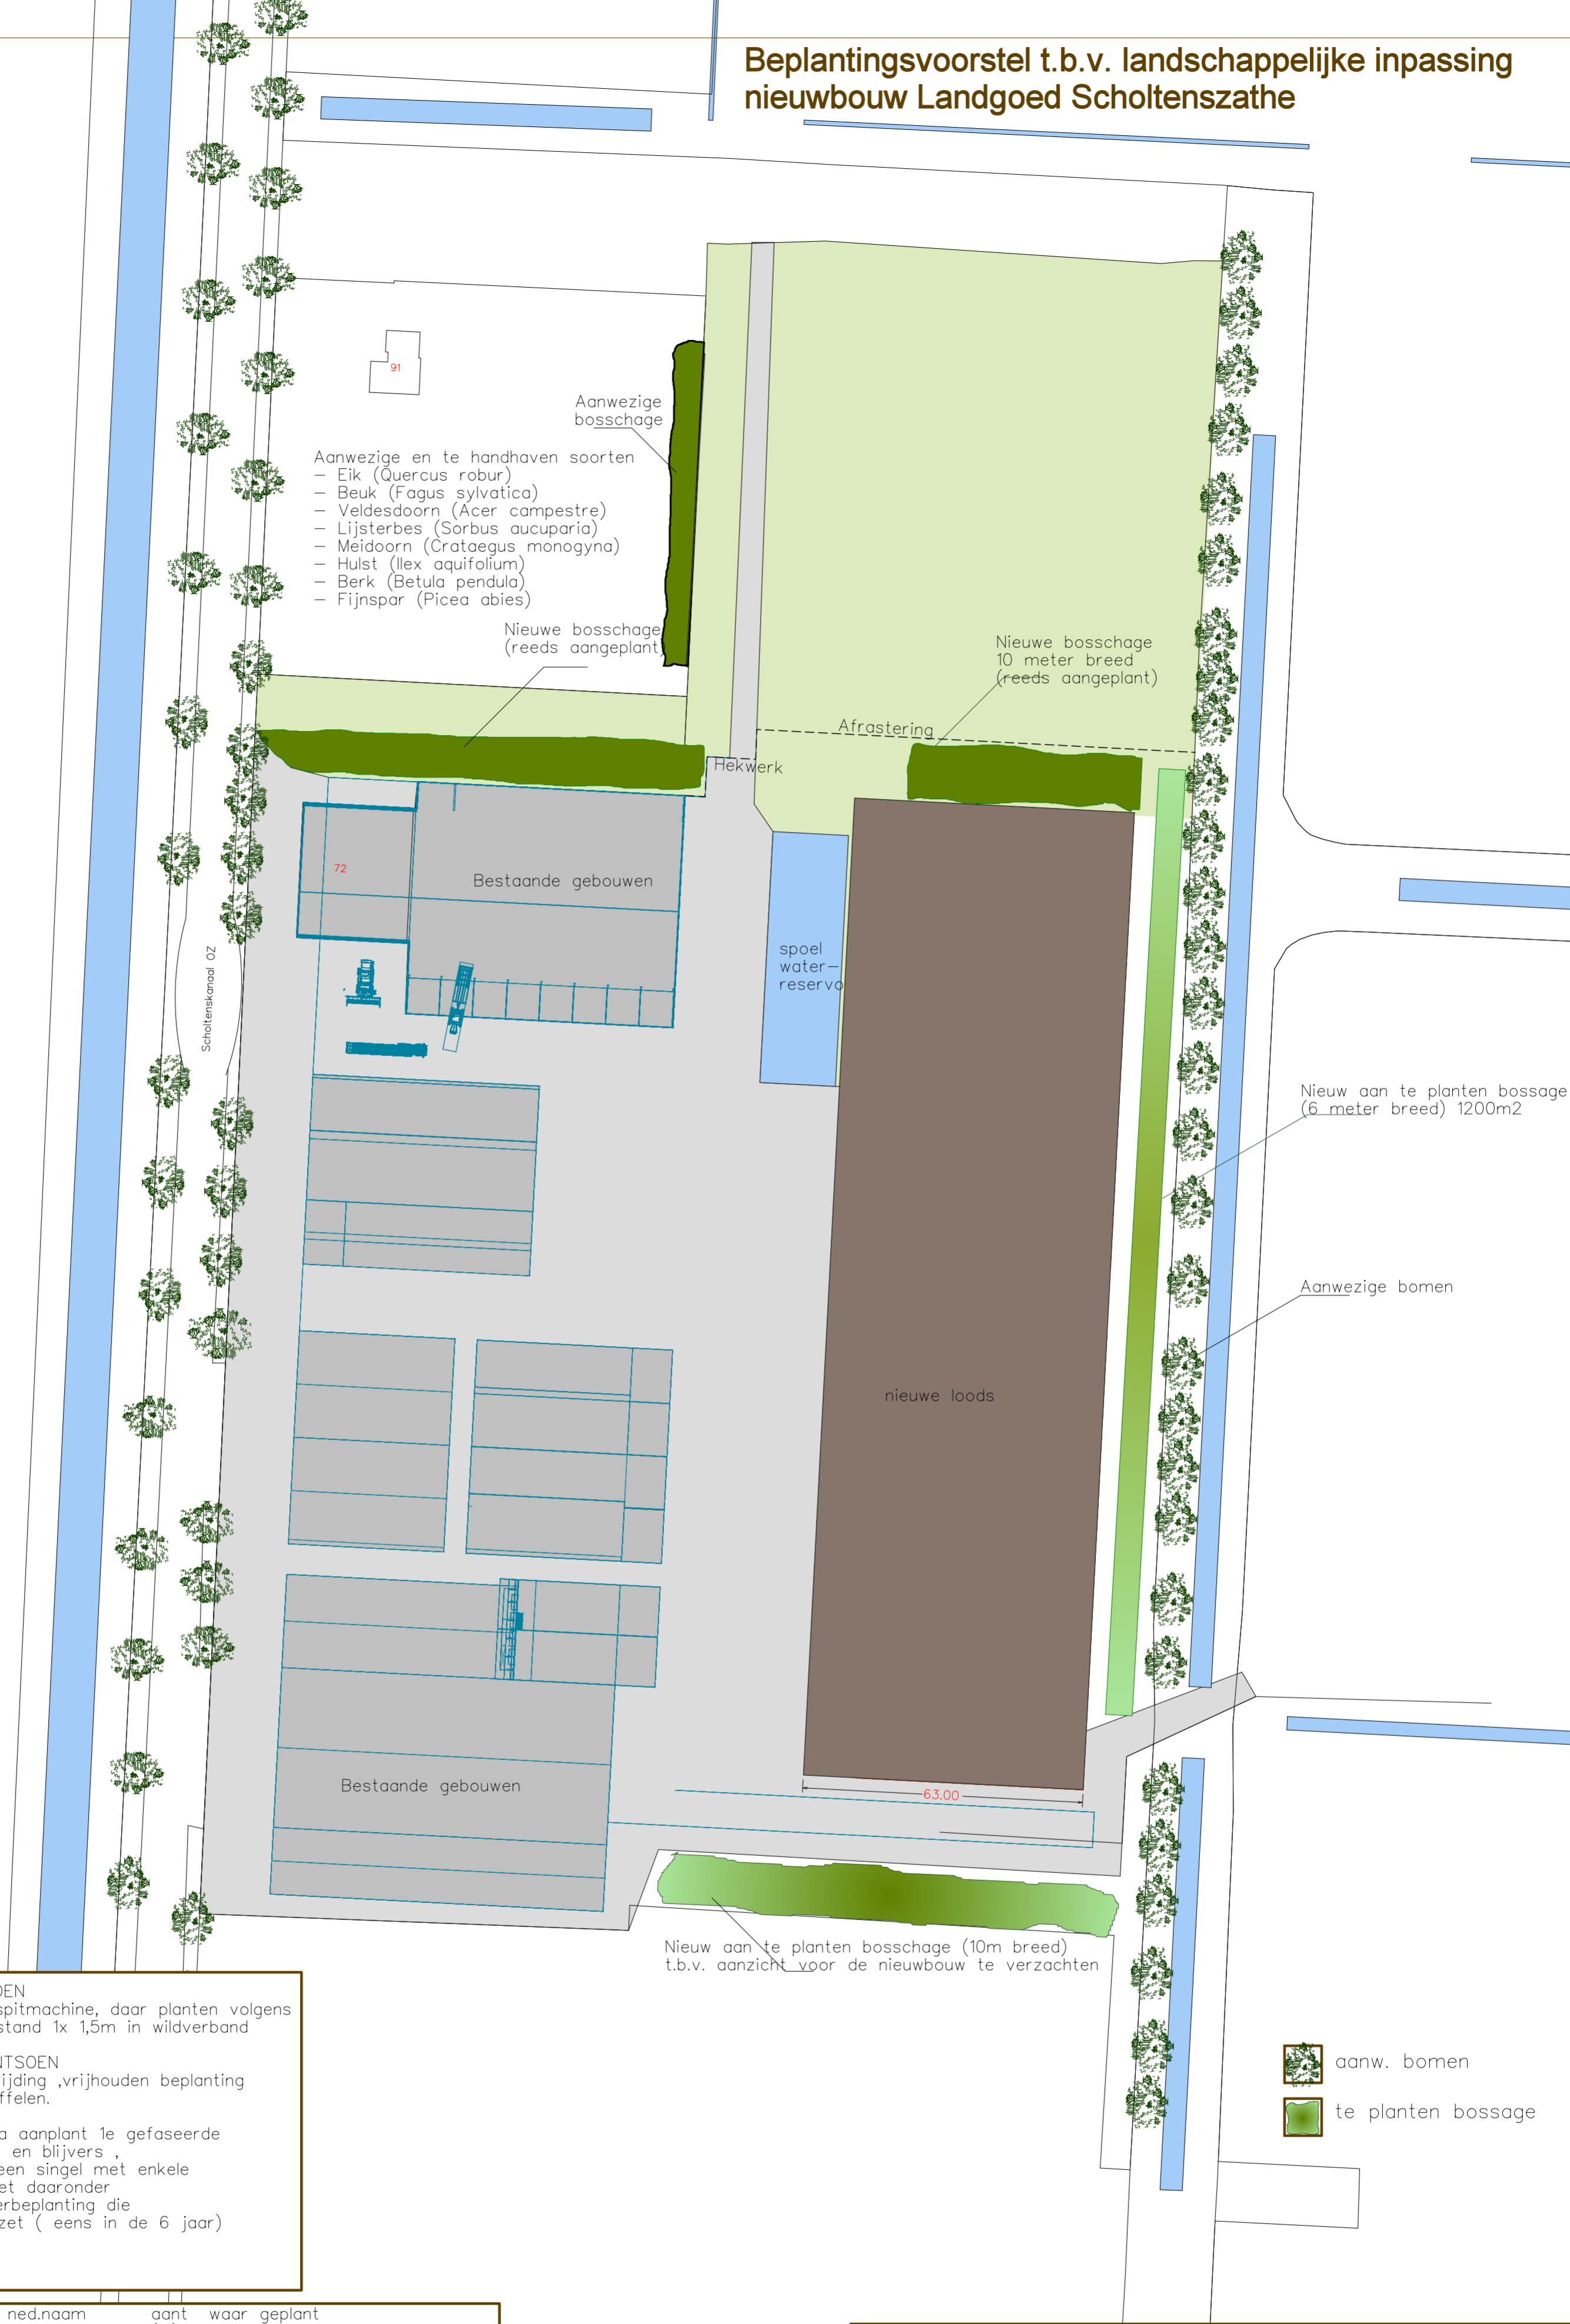 Beplantingsvoorstel t.b.v. landschappelijke inpassing
nieuwbouw Landgoed Scholtenszathe
91
Aanwezige
bosschage
Aanwezige en te handhaven soorten
– Eik (Quercus robur)
– Beuk (Fagus sylvatica)
– Veldesdoorn (Acer campestre)
– Lijsterbes (Sorbus aucuparia)
– Meidoorn (Crataegus monogyna)
– Hulst (Ilex aquifolium)
– Berk (Betula pendula)
– Fijnspar (Picea abies)
Nieuwe bosschage
(reeds aangeplant)
Nieuwe bosschage
10 meter breed
(reeds aangeplant)
Afrastering
Hekwerk
72
Bestaande gebouwen
spoel
water–
reservo
Scholtenskanaal OZ
Nieuw aan te planten bossage
(6 meter breed) 1200m2
Aanwezige bomen
nieuwe loods
Bestaande gebouwen
63.00
Nieuw aan te planten bosschage (10m breed)
t.b.v. aanzicht voor de nieuwbouw te verzachten
OEN
spitmachine, daar planten volgens
stand 1x 1,5m in wildverband
NTSOEN
ijding ,vrijhouden beplanting
ffelen.
a aanplant 1e gefaseerde
en blijvers ,
een singel met enkele
et daaronder
erbeplanting die
zet ( eens in de 6 jaar)
aanw. bomen
te planten bossage
ned.naam aant waar geplant